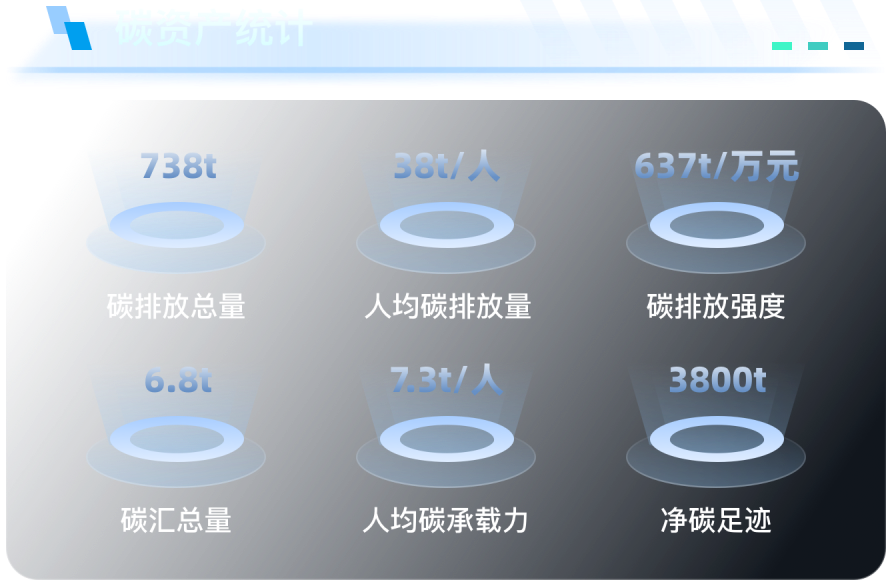 碳资产统计
738t 38t/人 637t/万元
碳排放总量 人均碳排放量 碳排放强度
6.8t 7.3t/人 3800t
碳汇总量 人均碳承载力 净碳足迹